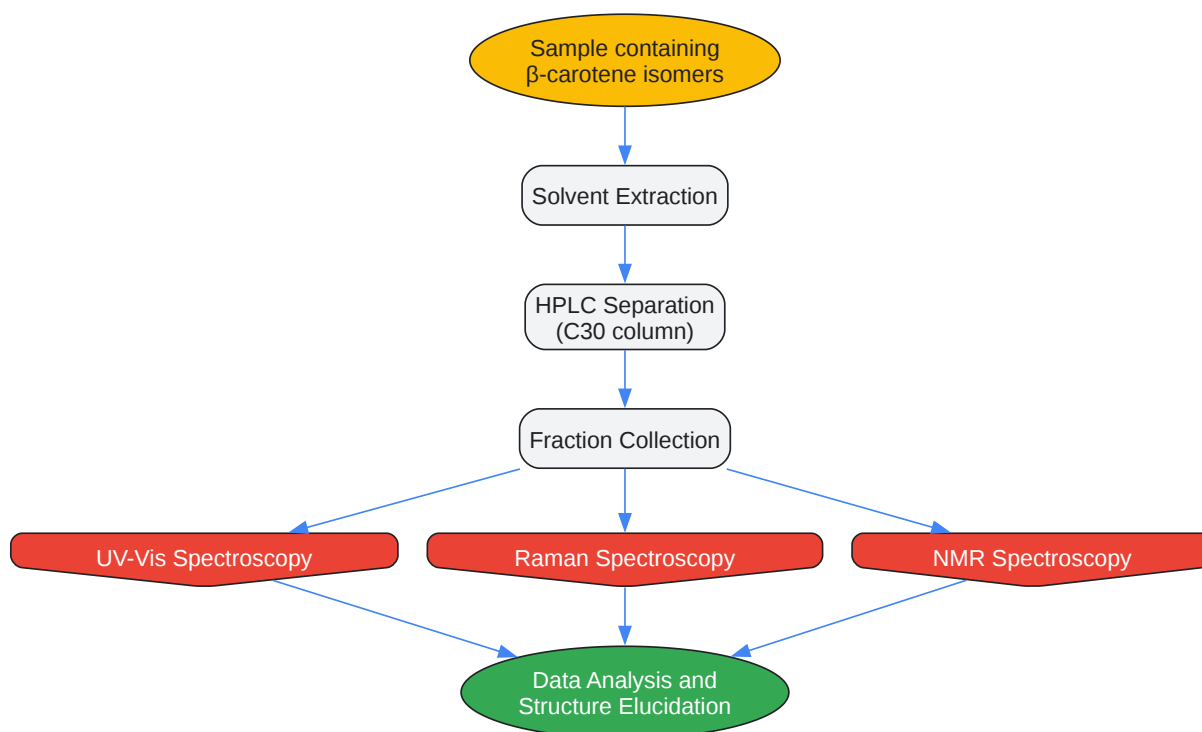 Sample containing
β-carotene isomers
Solvent Extraction
HPLC Separation
(C30 column)
Fraction Collection
UV-Vis Spectroscopy
Raman Spectroscopy
NMR Spectroscopy
Data Analysis and
Structure Elucidation